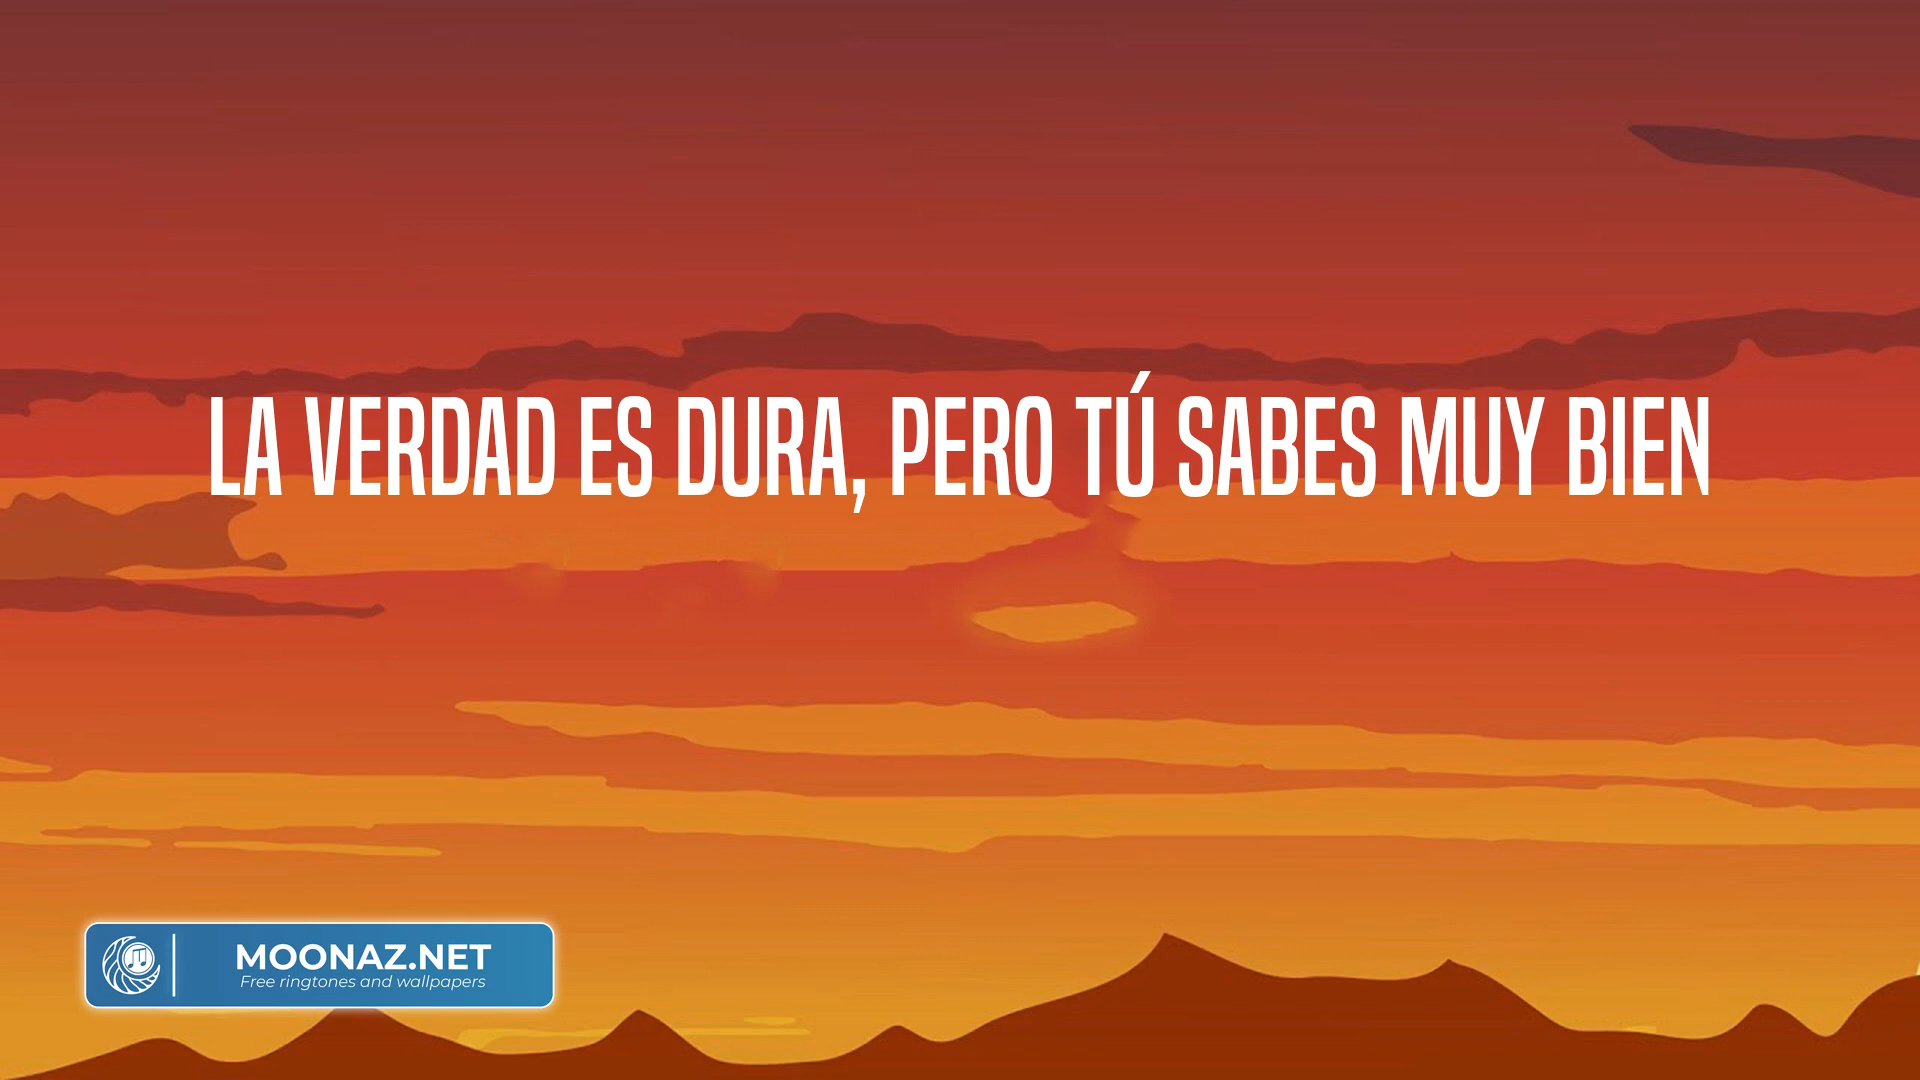 LA VERDAD ES DURA, PERO TÚ SABES MUY BIEN
MOONAZ.NET
Free ringtones and wallpapers